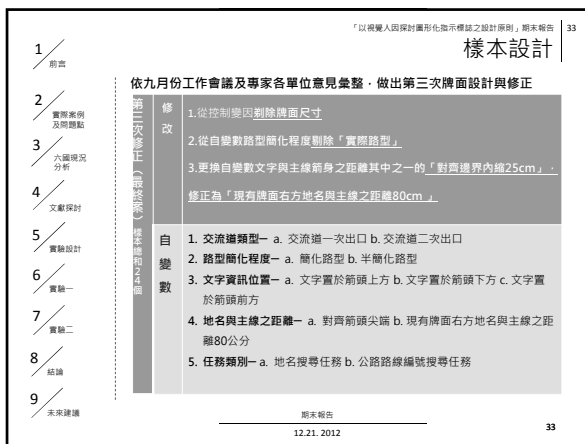 「以視覺人因探討圖形化指示標誌之設計原則」期末報告
33
樣本設計
1
前言
2
實際案例
及問題點
3
六國現況
分析
4
文獻探討
5
實驗設計
6
實驗一
7
實驗二
8
結論
9
未來建議
依九月份工作會議及專家各單位意見彙整，做出第三次牌面設計與修正
第三次修正（最終案）
樣本總和24個
修改
1.從控制變因剔除牌面尺寸
2.從自變數路型簡化程度剔除「實際路型」
3.更換自變數文字與主線箭身之距離其中之一的「對齊邊界內縮25cm」，
修正為「現有牌面右方地名與主線之距離80cm 」
自變數
1. 交流道類型─ a. 交流道一次出口 b. 交流道二次出口
2. 路型簡化程度─ a. 簡化路型 b. 半簡化路型
3. 文字資訊位置─ a. 文字置於箭頭上方 b. 文字置於箭頭下方 c. 文字置
於箭頭前方
4. 地名與主線之距離─ a. 對齊箭頭尖端 b. 現有牌面右方地名與主線之距
離80公分
5. 任務類別─ a. 地名搜尋任務 b. 公路路線編號搜尋任務
期末報告
12.21. 2012
33